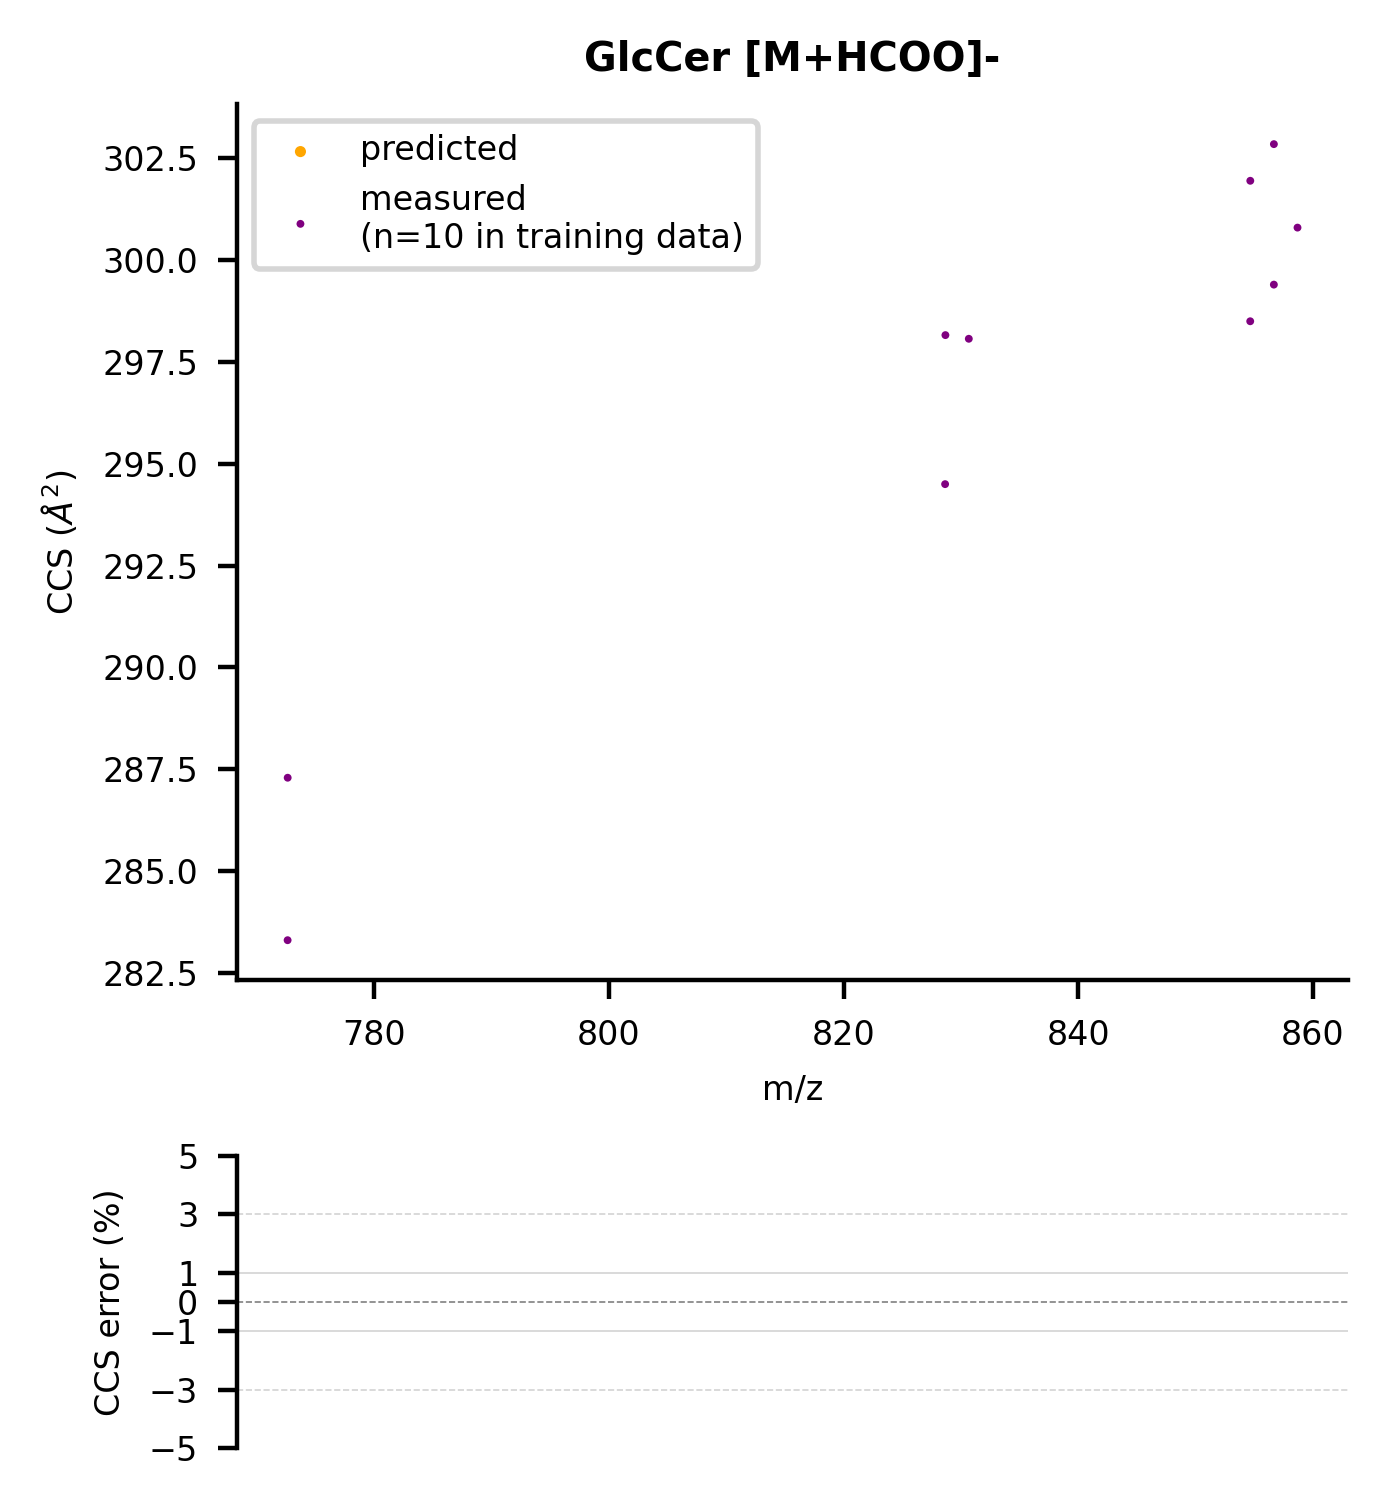 GlcCer [M+HCOO]-
predicted
measured
(n=10 in training data)
302.5
300.0
297.5
295.0
292.5
290.0
287.5
285.0
282.5
CCS (Å²)
780 800 820 840 860
m/z
5
3
1
0
−1
−3
−5
CCS error (%)